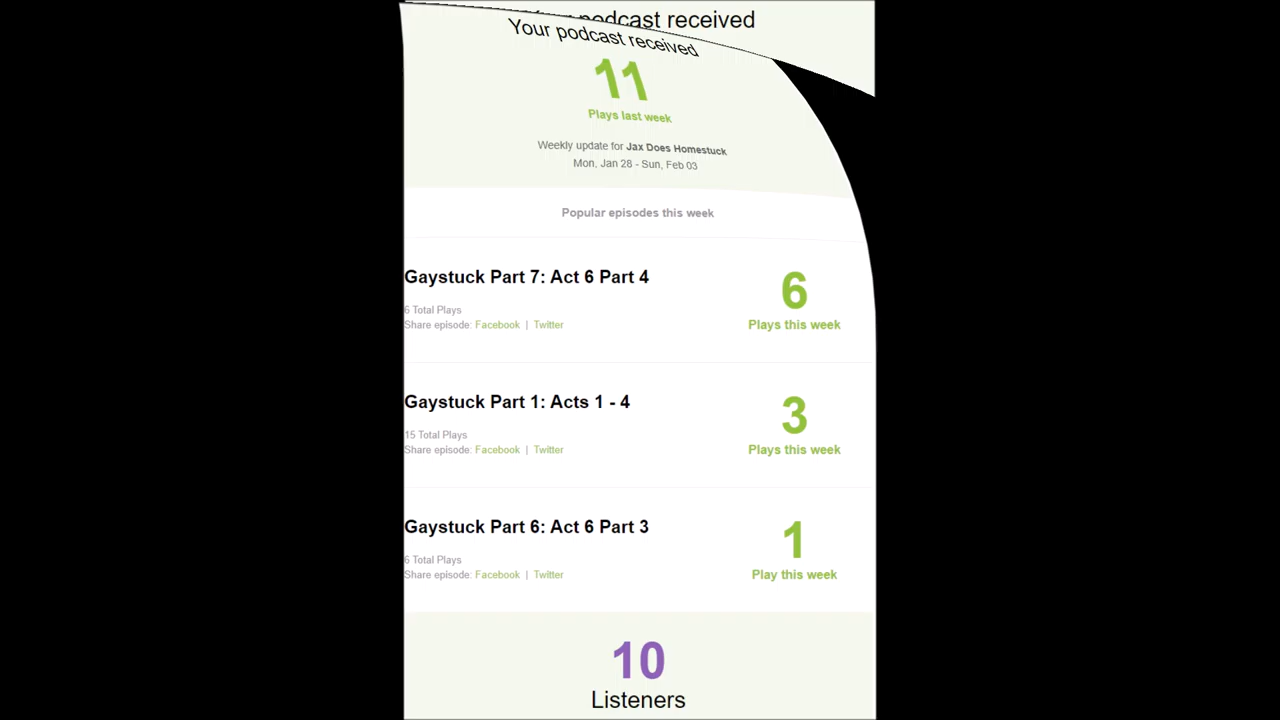 podcast received
Your podcast received
11
Plays last week
Weekly update for Jax Does Homestuck
Mon, Jan 28 - Sun, Feb 03
Popular episodes this week
Gaystuck Part 7: Act 6 Part 4
6
6 Total Plays
Share episode: Facebook | Twitter
Plays this week
Gaystuck Part 1: Acts 1 - 4
3
15 Total Plays
Share episode: Facebook | Twitter
Plays this week
Gaystuck Part 6: Act 6 Part 3
1
6 Total Plays
Share episode: Facebook | Twitter
Play this week
10
Listeners